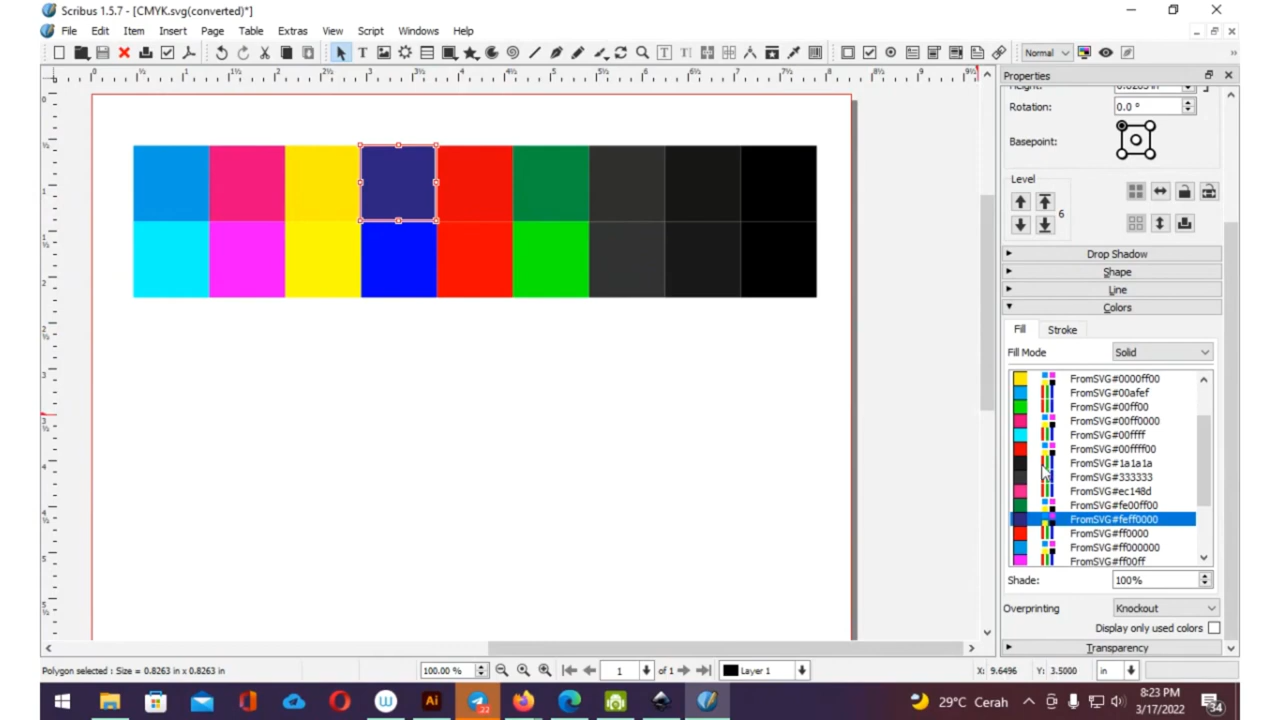 Scribus 1.5.7 - [CMYK.svg(converted)*]
File Edit Item Insert Page Table Extras View Script Windows Help
Normal
Properties
Rotation: 0.0 °
Basepoint:
Level
6
Drop Shadow
Shape
Line
Colors
Fill Stroke
Fill Mode Solid
FromSVG#0000ff00
FromSVG#00afef
FromSVG#00ff00
FromSVG#00ff0000
FromSVG#00ffff
FromSVG#00ffff00
FromSVG#1a1a1a
FromSVG#333333
FromSVG#ec148d
FromSVG#fe00ff00
FromSVG#feff0000
FromSVG#ff0000
FromSVG#ff000000
FromSVG#ff00ff
Shade: 100%
Overprinting Knockout
Display only used colors
Transparency
Polygon selected : Size = 0.8263 in x 0.8263 in 100.00 % 1 of 1 Layer 1 X: 9.6496 Y: 3.5000 in
29°C Cerah 8:23 PM
3/17/2022
34